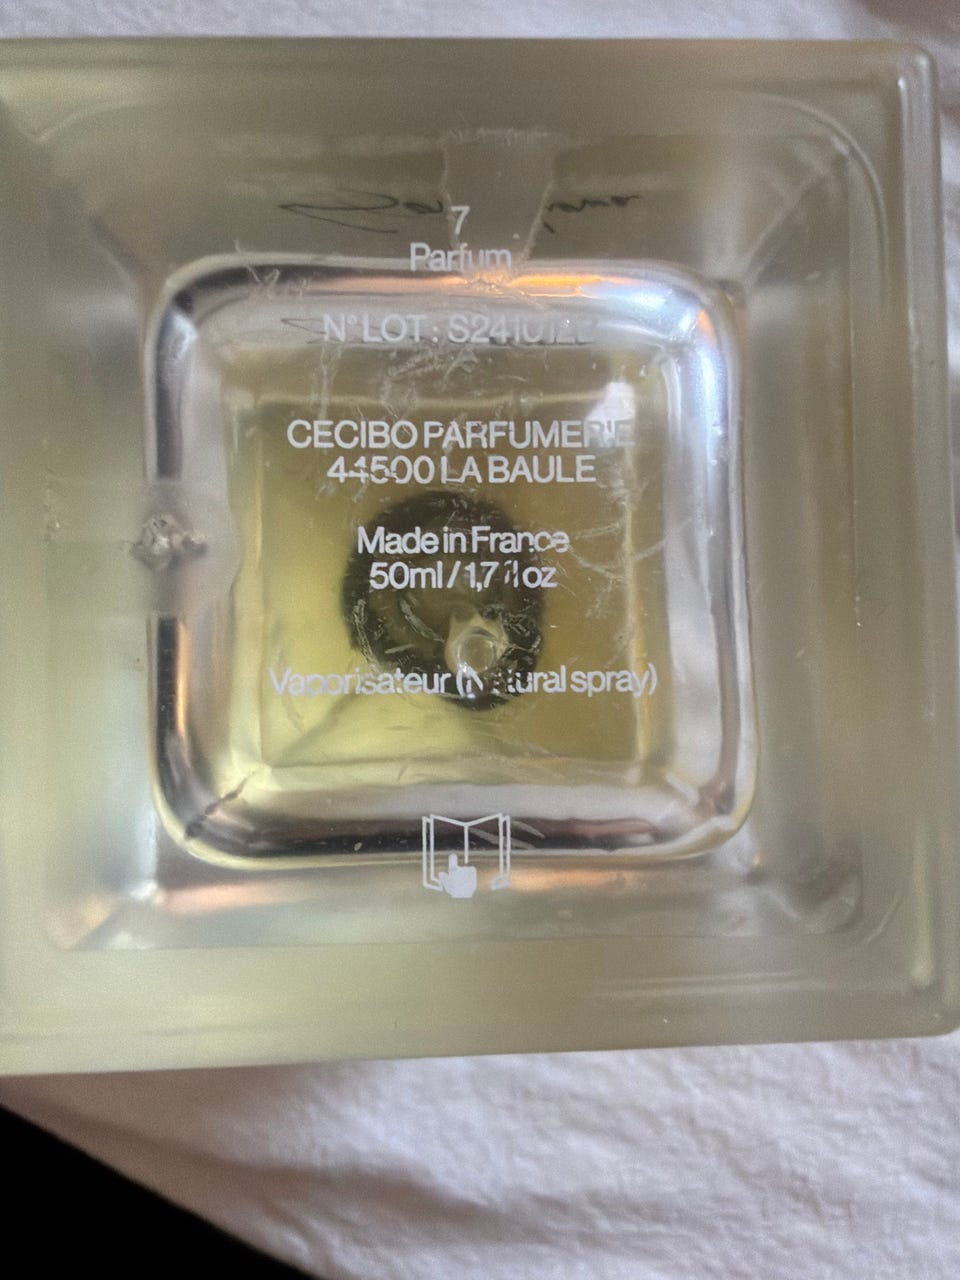 7
Parfum
N° LOT :
CECIBO PARFUMERIE
44500 LA BAULE
Made in France
50ml / 1,7 fl oz
Vaporisateur (Natural spray)